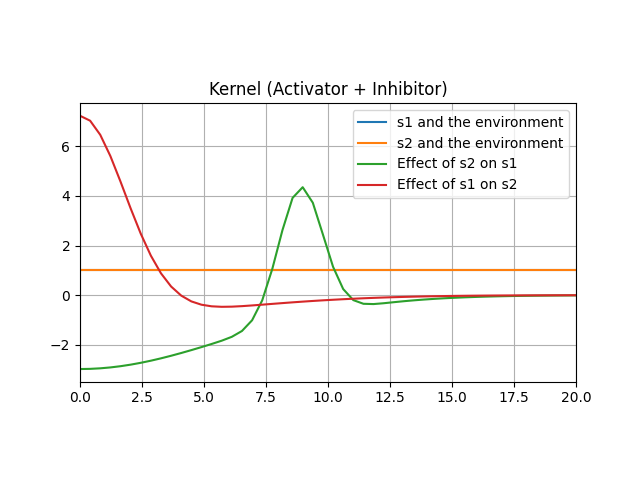 Kernel (Activator + Inhibitor)
s1 and the environment
s2 and the environment
Effect of s2 on s1
Effect of s1 on s2
6
4
2
0
−2
0.0 2.5 5.0 7.5 10.0 12.5 15.0 17.5 20.0